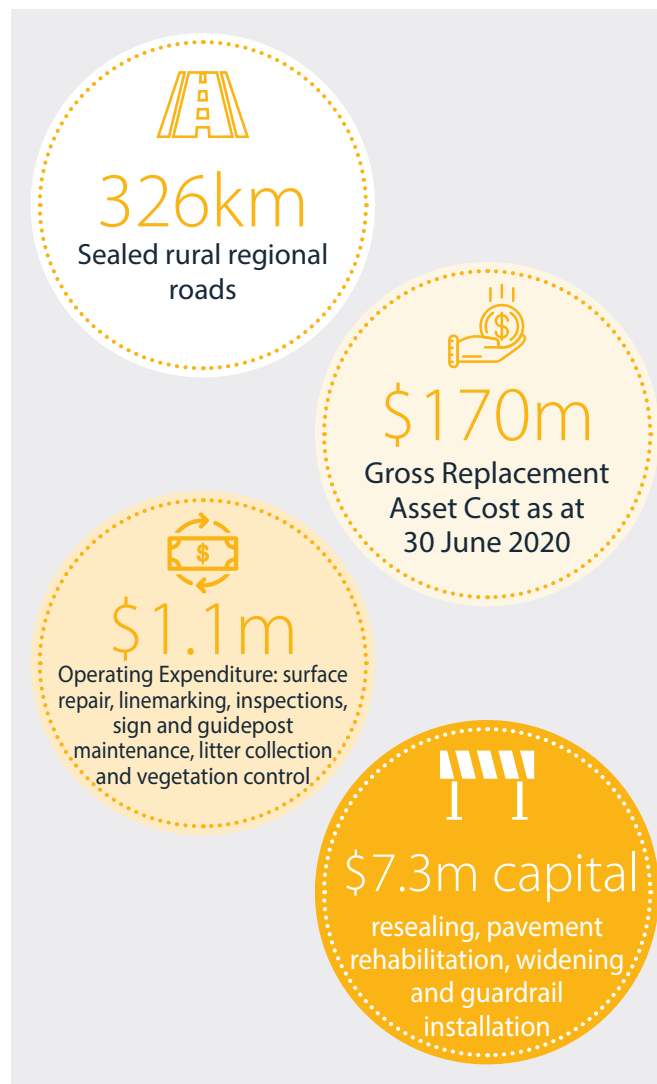 326km
Sealed rural regional
roads
$
$170m
Gross Replacement
Asset Cost as at
30 June 2020
$
$1.1m
Operating Expenditure: surface
repair, linemarking, inspections,
sign and guidepost
maintenance, litter collection
and vegetation control
$7.3m capital
resealing, pavement
rehabilitation, widening
and guardrail
installation